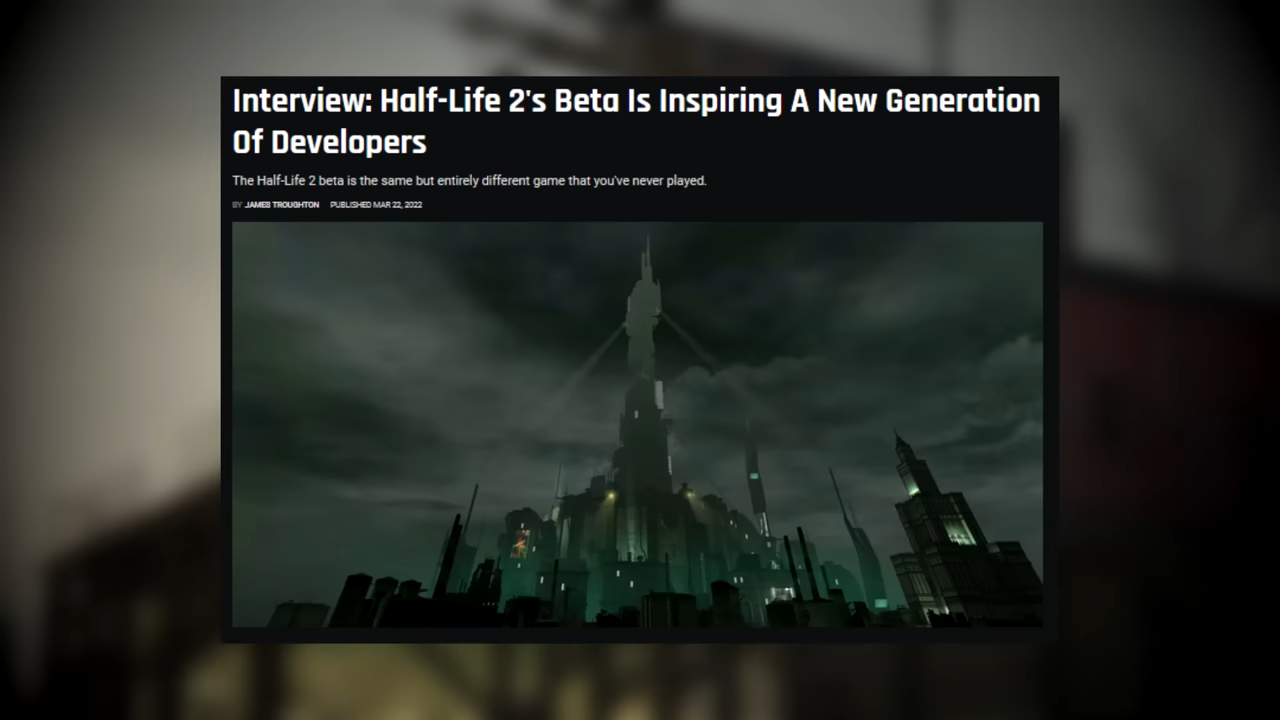 Interview: Half-Life 2's Beta Is Inspiring A New Generation
Of Developers
The Half-Life 2 beta is the same but entirely different game that you've never played.
BY JAMES TROUGHTON PUBLISHED MAR 22, 2022